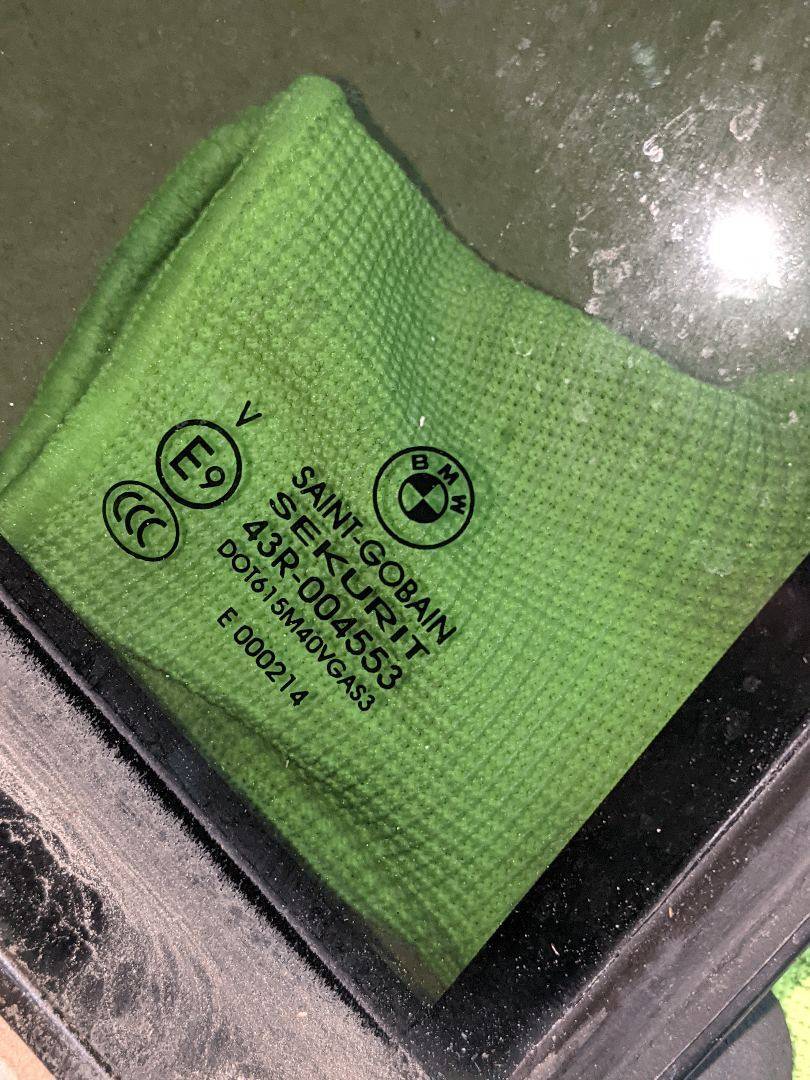 V
E9
CCC
BMW
SAINT-GOBAIN
SEKURIT
43R-004553
DOT615M40VGAS3
E 000214